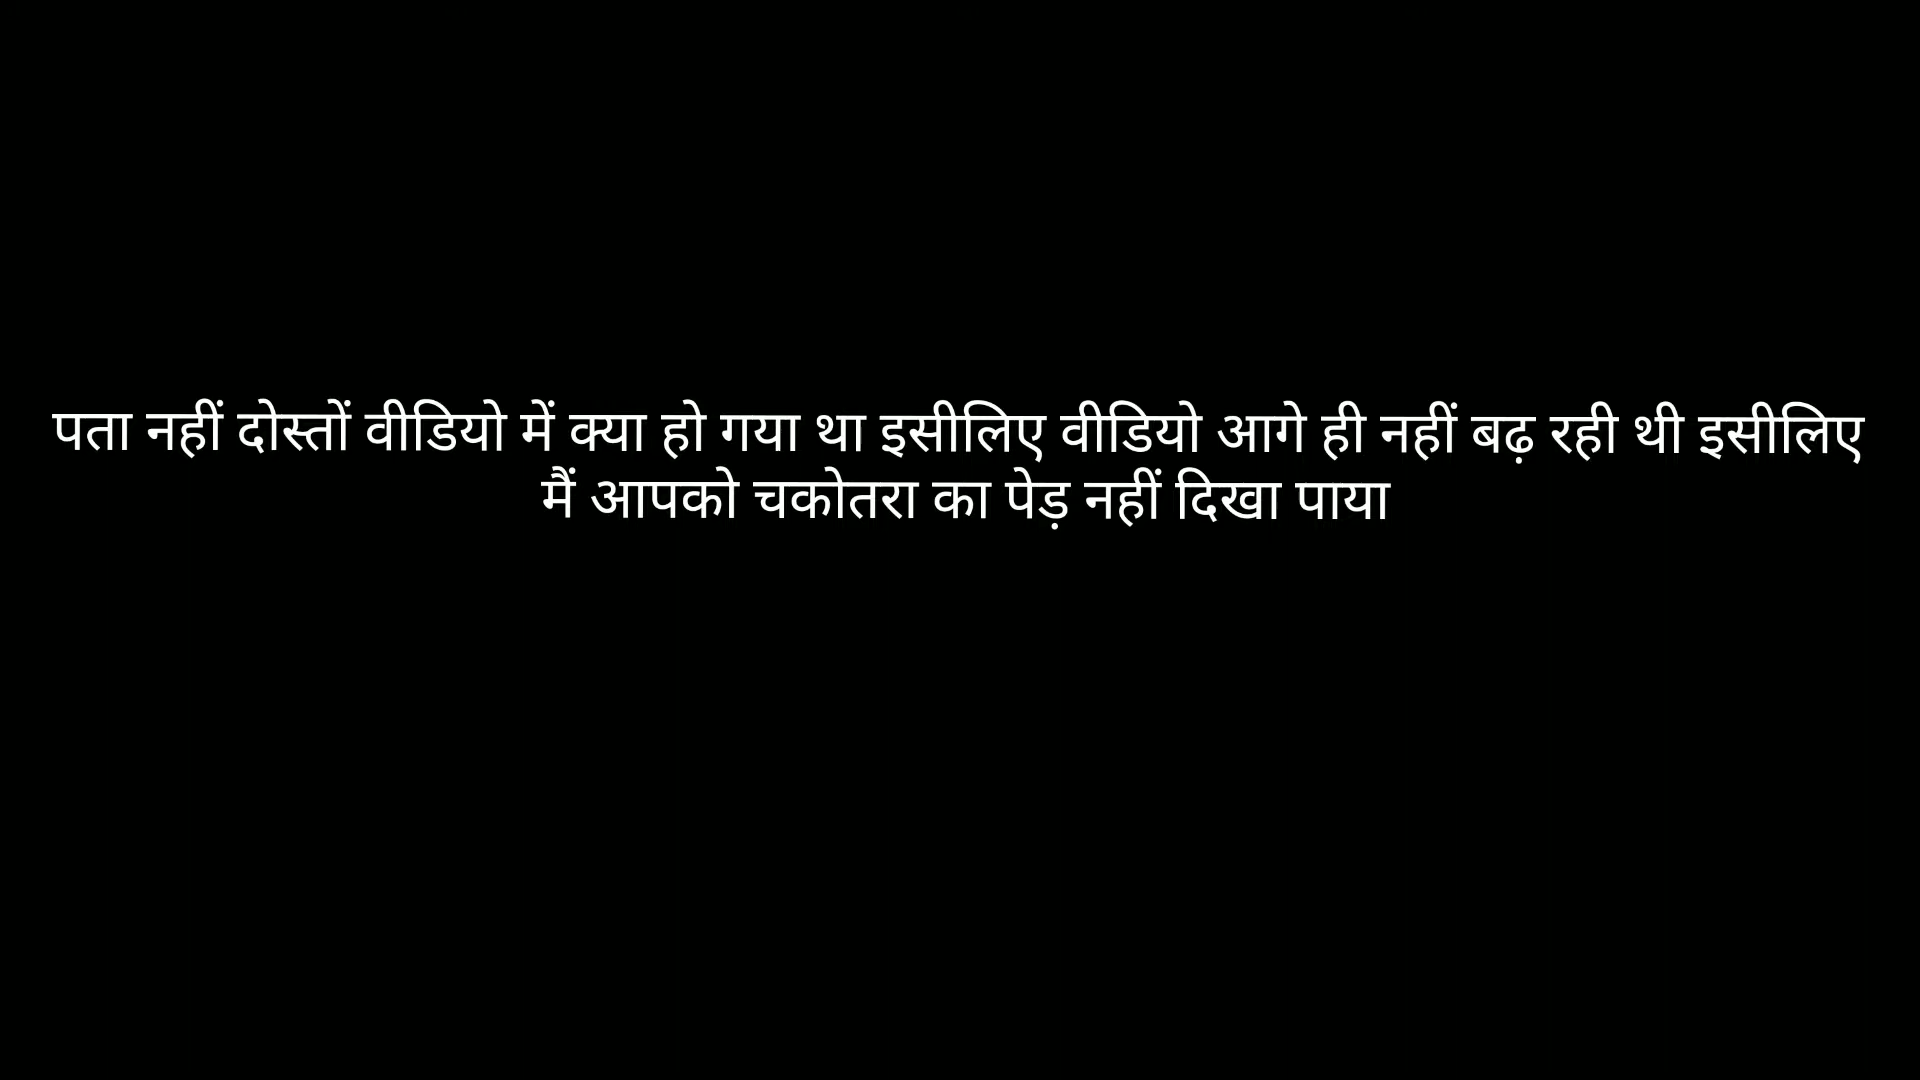 पता नहीं दोस्तों वीडियो में क्या हो गया था इसीलिए वीडियो आगे ही नहीं बढ़ रही थी इसीलिए
मैं आपको चकोतरा का पेड़ नहीं दिखा पाया